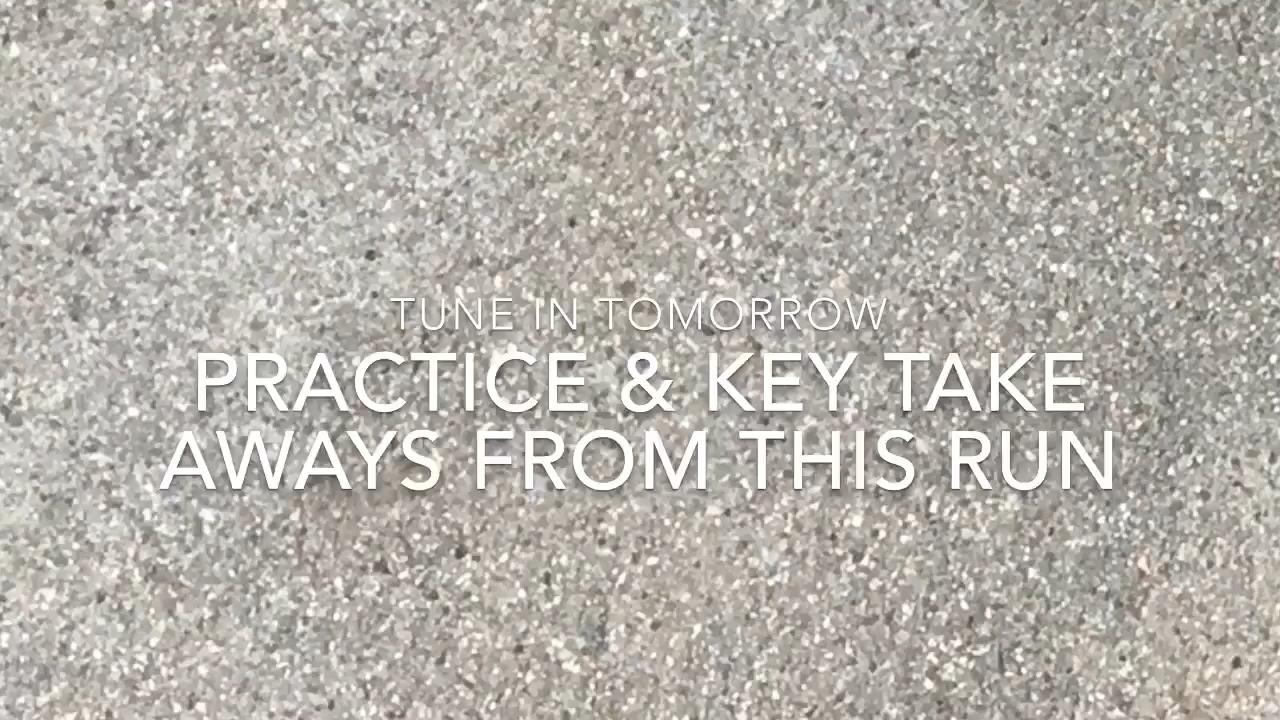 TUNE IN TOMORROW
PRACTICE & KEY TAKE
AWAYS FROM THIS RUN